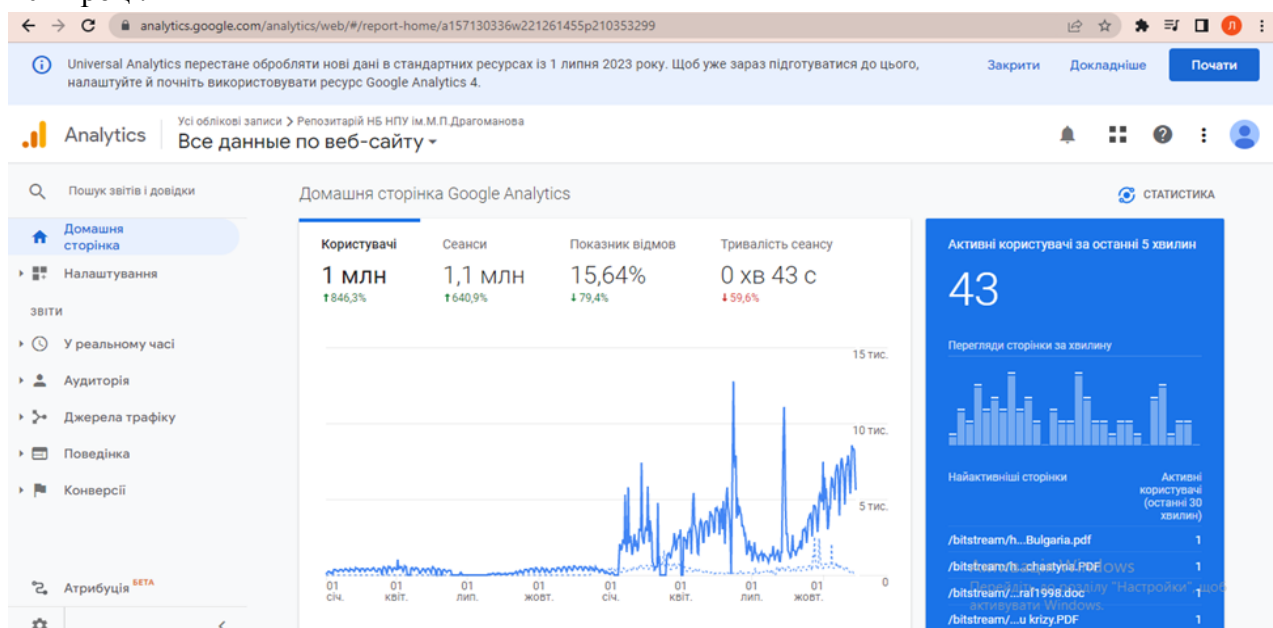 analytics.google.com/analytics/web/#/report-home/a157130336w221261455p210353299
Л
Universal Analytics перестане обробляти нові дані в стандартних ресурсах із 1 липня 2023 року. Щоб уже зараз підготуватися до цього,
налаштуйте й почніть використовувати ресурс Google Analytics 4.
Закрити
Докладніше
Почати
Analytics
Усі облікові записи > Репозитарій НБ НПУ ім.М.П.Драгоманова
Все данные по веб-сайту
Пошук звітів і довідки
Домашня
сторінка
Налаштування
ЗВІТИ
У реальному часі
Аудиторія
Джерела трафіку
Поведінка
Конверсії
Атрибуція БЕТА
Домашня сторінка Google Analytics
СТАТИСТИКА
Користувачі
1 млн
846,3%
Сеанси
1,1 млн
640,9%
Показник відмов
15,64%
79,4%
Тривалість сеансу
0 хв 43 с
59,6%
15 тис.
10 тис.
5 тис.
0
01 січ.
01 квіт.
01 лип.
01 жовт.
01 січ.
01 квіт.
01 лип.
01 жовт.
Активні користувачі за останні 5 хвилин
43
Перегляди сторінки за хвилину
Найактивніші сторінки
Активні
користувачі
(останні 30
хвилин)
/bitstream/h...Bulgaria.pdf 1
/bitstream/h...chastyna.PDF 1
/bitstream/... 1998.doc 1
/bitstream/...u krizy.PDF 1
Перейдіть до розділу "Настройки", щоб
активувати Windows.